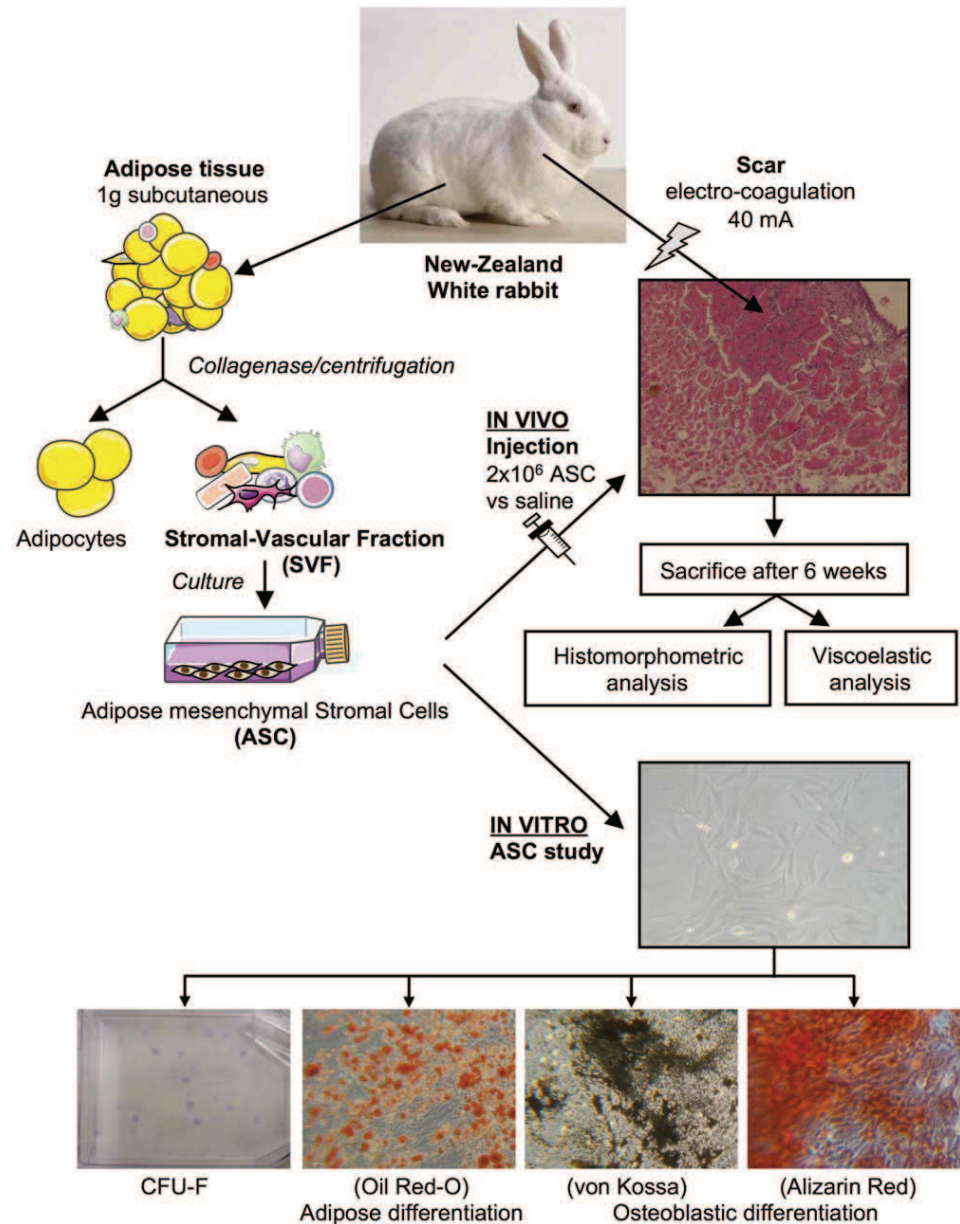 Adipose tissue
1g subcutaneous
New-Zealand
White rabbit
Scar
electro-coagulation
40 mA
Collagenase/centrifugation
Adipocytes
Stromal-Vascular Fraction
(SVF)
Culture
Adipose mesenchymal Stromal Cells
(ASC)
IN VIVO
Injection
2x10⁶ ASC
vs saline
Sacrifice after 6 weeks
Histomorphometric
analysis
Viscoelastic
analysis
IN VITRO
ASC study
CFU-F
(Oil Red-O)
Adipose differentiation
(von Kossa)
(Alizarin Red)
Osteoblastic differentiation